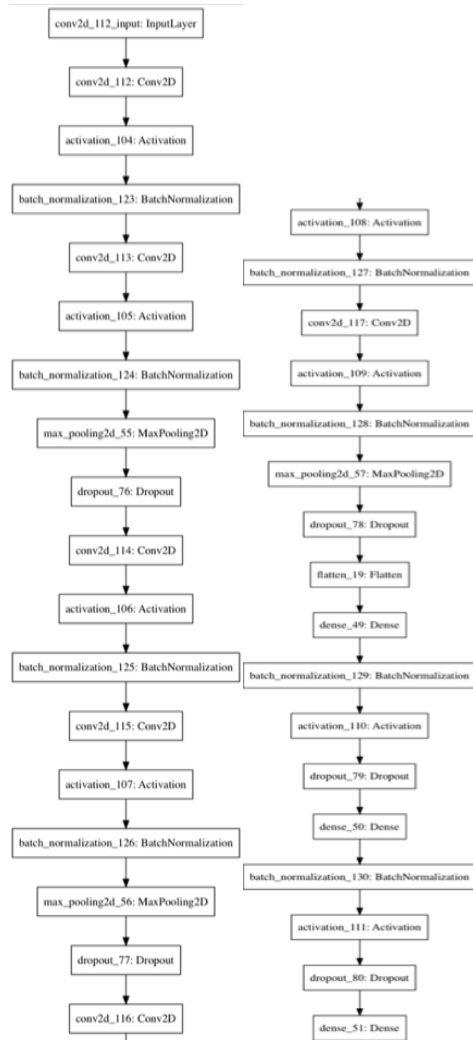 conv2d_112_input: InputLayer
conv2d_112: Conv2D
activation_104: Activation
batch_normalization_123: BatchNormalization
conv2d_113: Conv2D
activation_105: Activation
batch_normalization_124: BatchNormalization
max_pooling2d_55: MaxPooling2D
dropout_76: Dropout
conv2d_114: Conv2D
activation_106: Activation
batch_normalization_125: BatchNormalization
conv2d_115: Conv2D
activation_107: Activation
batch_normalization_126: BatchNormalization
max_pooling2d_56: MaxPooling2D
dropout_77: Dropout
conv2d_116: Conv2D
activation_108: Activation
batch_normalization_127: BatchNormalization
conv2d_117: Conv2D
activation_109: Activation
batch_normalization_128: BatchNormalization
max_pooling2d_57: MaxPooling2D
dropout_78: Dropout
flatten_19: Flatten
dense_49: Dense
batch_normalization_129: BatchNormalization
activation_110: Activation
dropout_79: Dropout
dense_50: Dense
batch_normalization_130: BatchNormalization
activation_111: Activation
dropout_80: Dropout
dense_51: Dense